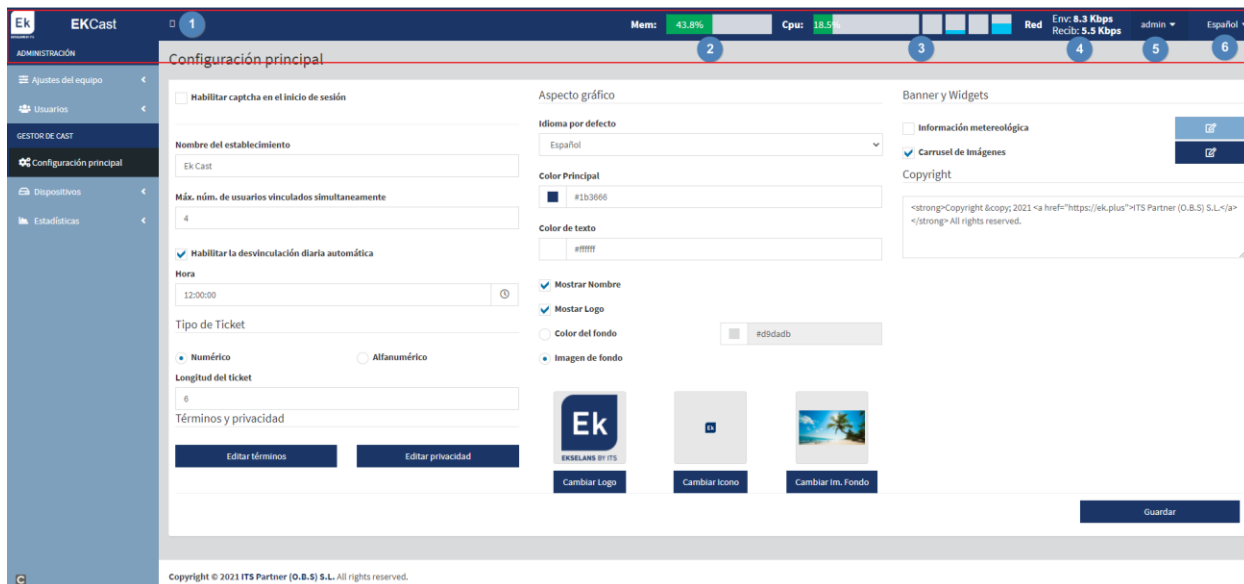 Ek
EKCast
1
Mem:
43.8%
2
Cpu:
18.5%
3
Red
Env: 8.3 Kbps
Recib: 5.5 Kbps
4
admin
5
Español
6
ADMINISTRACIÓN
Ajustes del equipo
Usuarios
GESTOR DE CAST
Configuración principal
Dispositivos
Estadísticas
Configuración principal
Habilitar captcha en el inicio de sesión
Nombre del establecimiento
Ek Cast
Máx. núm. de usuarios vinculados simultaneamente
4
Habilitar la desvinculación diaria automática
Hora
12:00:00
Tipo de Ticket
Numérico
Alfanumérico
Longitud del ticket
6
Términos y privacidad
Editar términos
Editar privacidad
Aspecto gráfico
Idioma por defecto
Español
Color Principal
#1b3666
Color de texto
#ffffff
Mostrar Nombre
Mostar Logo
Color del fondo
#d9dadb
Imagen de fondo
Ek
EKSELANS BY ITS
Ek
Cambiar Logo
Cambiar Icono
Cambiar Im. Fondo
Banner y Widgets
Información metereológica
Carrusel de Imágenes
Copyright
<strong>Copyright &copy; 2021 <a href="https://ek.plus">ITS Partner (O.B.S) S.L.</a>
</strong> All rights reserved.
Guardar
Copyright © 2021 ITS Partner (O.B.S) S.L. All rights reserved.